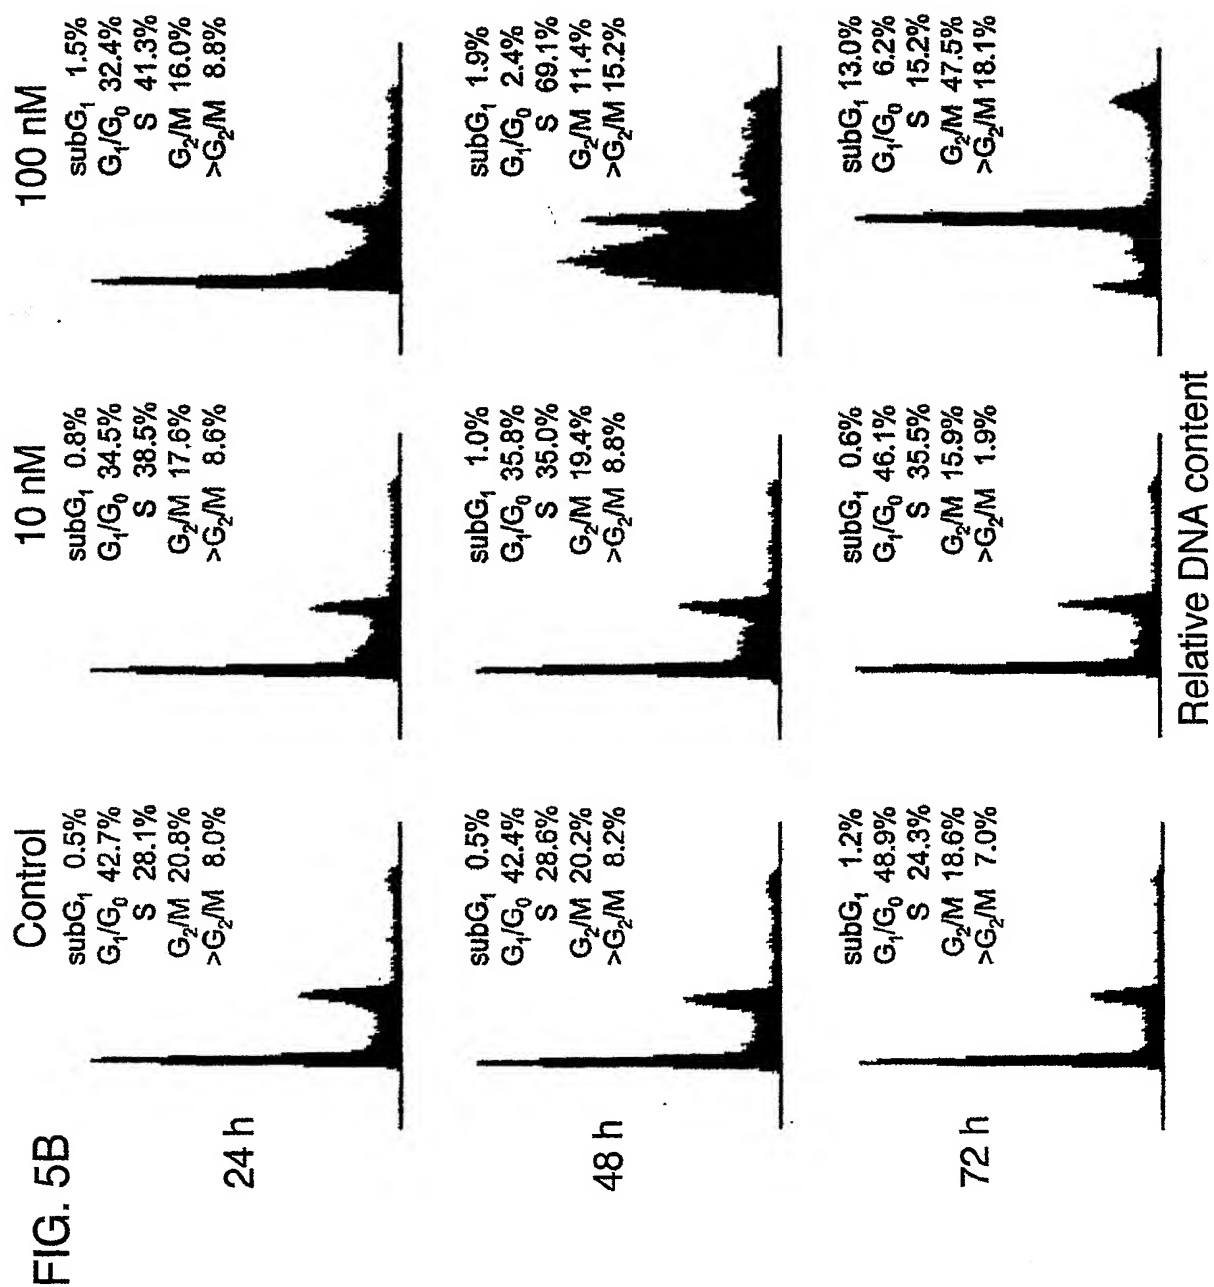 FIG. 5B
Control
10 nM
100 nM
24 h
subG₁ 0.5%
G₁/G₀ 42.7%
S 28.1%
G₂/M 20.8%
>G₂/M 8.0%
subG₁ 0.8%
G₁/G₀ 34.5%
S 38.5%
G₂/M 17.6%
>G₂/M 8.6%
subG₁ 1.5%
G₁/G₀ 32.4%
S 41.3%
G₂/M 16.0%
>G₂/M 8.8%
48 h
subG₁ 0.5%
G₁/G₀ 42.4%
S 28.6%
G₂/M 20.2%
>G₂/M 8.2%
subG₁ 1.0%
G₁/G₀ 35.8%
S 35.0%
G₂/M 19.4%
>G₂/M 8.8%
subG₁ 1.9%
G₁/G₀ 2.4%
S 69.1%
G₂/M 11.4%
>G₂/M 15.2%
72 h
subG₁ 1.2%
G₁/G₀ 48.9%
S 24.3%
G₂/M 18.6%
>G₂/M 7.0%
subG₁ 0.6%
G₁/G₀ 46.1%
S 35.5%
G₂/M 15.9%
>G₂/M 1.9%
subG₁ 13.0%
G₁/G₀ 6.2%
S 15.2%
G₂/M 47.5%
>G₂/M 18.1%
Relative DNA content